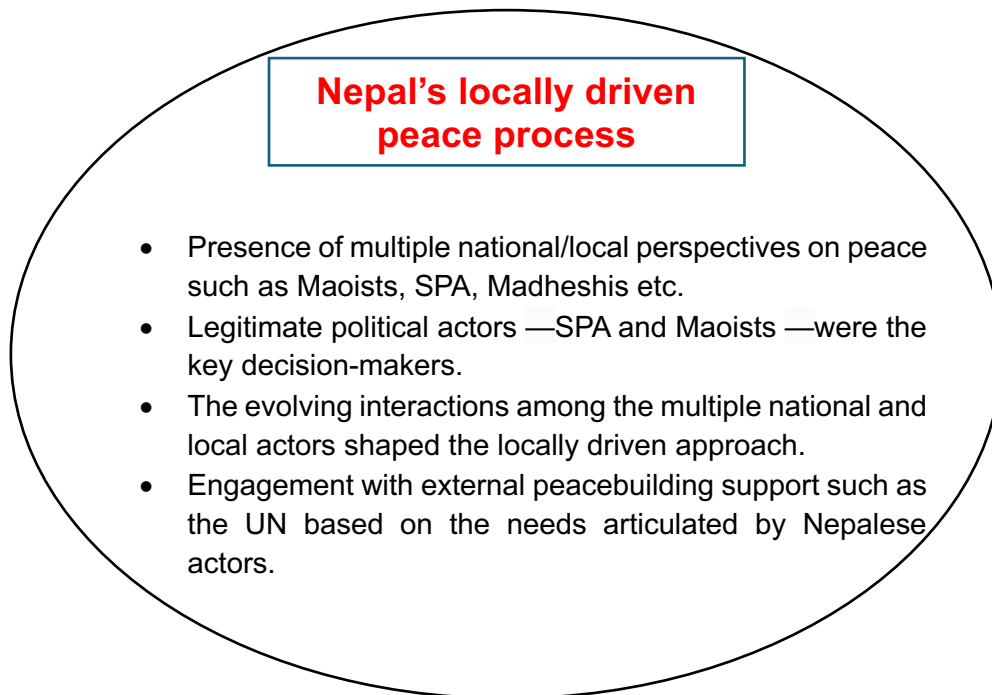 Nepal's locally driven
peace process
• Presence of multiple national/local perspectives on peace
such as Maoists, SPA, Madheshis etc.
• Legitimate political actors —SPA and Maoists —were the
key decision-makers.
• The evolving interactions among the multiple national and
local actors shaped the locally driven approach.
• Engagement with external peacebuilding support such as
the UN based on the needs articulated by Nepalese
actors.